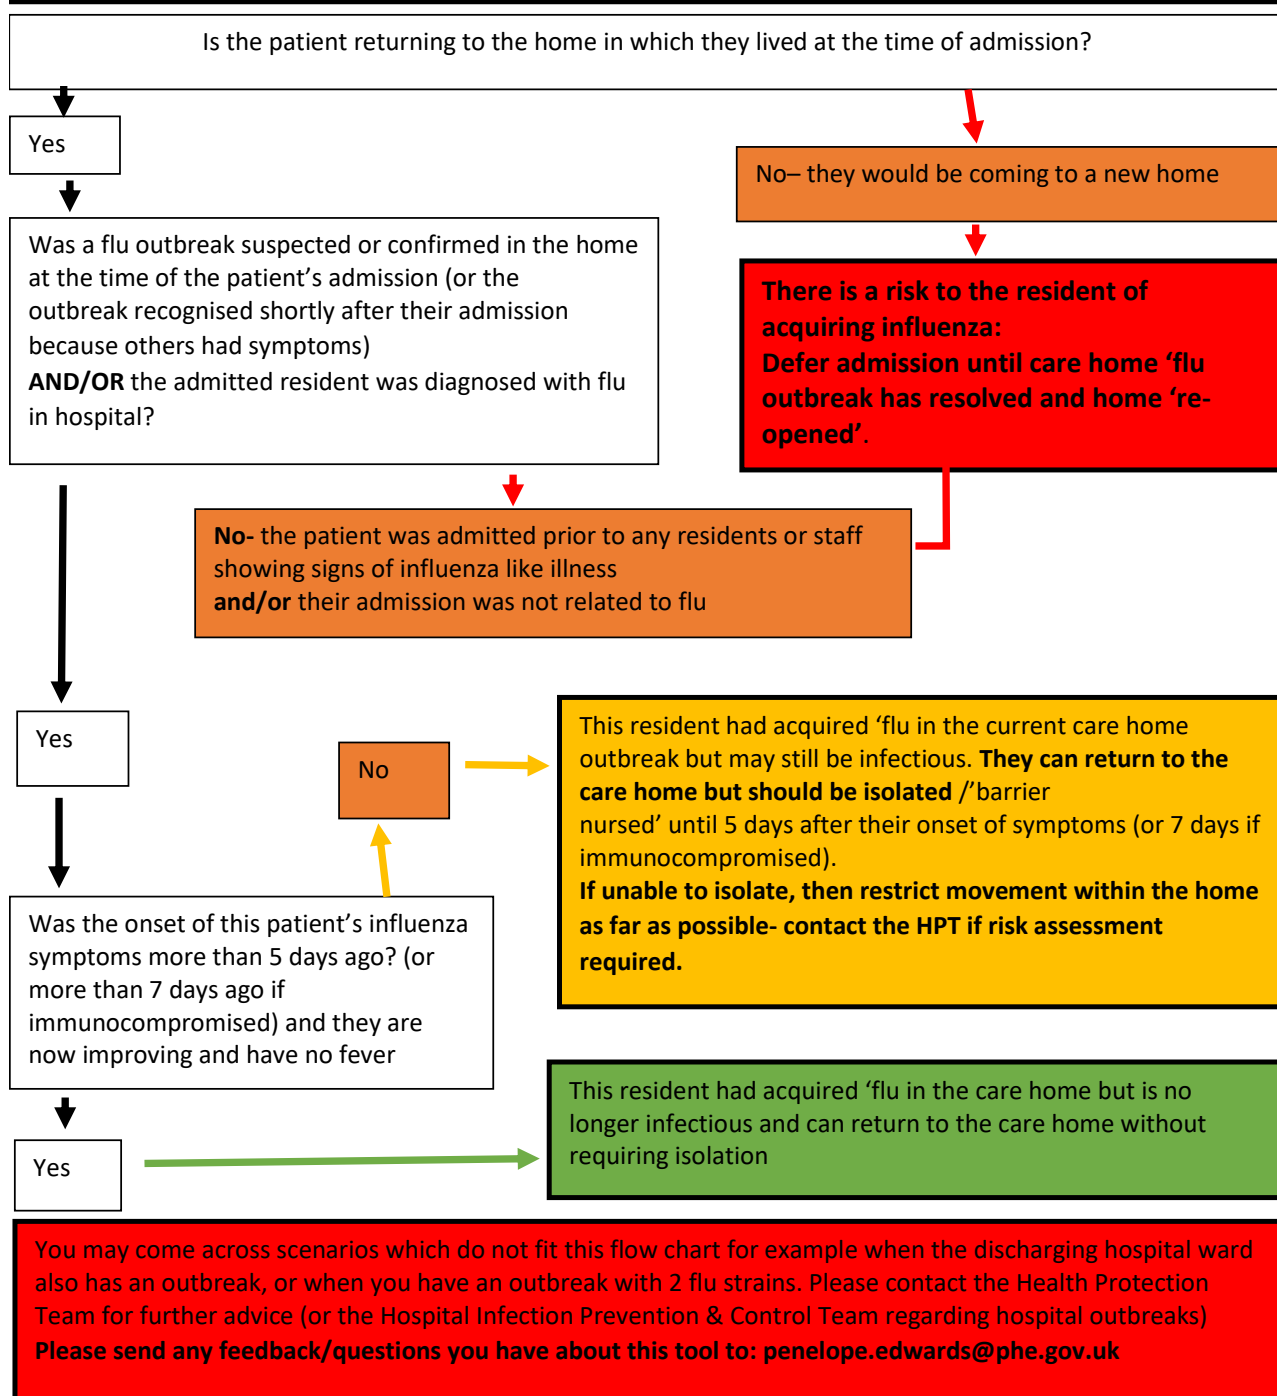 Is the patient returning to the home in which they lived at the time of admission?
Yes
No– they would be coming to a new home
Was a flu outbreak suspected or confirmed in the home
at the time of the patient’s admission (or the
outbreak recognised shortly after their admission
because others had symptoms)
AND/OR the admitted resident was diagnosed with flu
in hospital?
There is a risk to the resident of
acquiring influenza:
Defer admission until care home ‘flu
outbreak has resolved and home ‘re-
opened’.
No- the patient was admitted prior to any residents or staff
showing signs of influenza like illness
and/or their admission was not related to flu
Yes
No
This resident had acquired ‘flu in the current care home
outbreak but may still be infectious. They can return to the
care home but should be isolated /’barrier
nursed’ until 5 days after their onset of symptoms (or 7 days if
immunocompromised).
If unable to isolate, then restrict movement within the home
as far as possible- contact the HPT if risk assessment
required.
Was the onset of this patient’s influenza
symptoms more than 5 days ago? (or
more than 7 days ago if
immunocompromised) and they are
now improving and have no fever
This resident had acquired ‘flu in the care home but is no
longer infectious and can return to the care home without
requiring isolation
Yes
You may come across scenarios which do not fit this flow chart for example when the discharging hospital ward
also has an outbreak, or when you have an outbreak with 2 flu strains. Please contact the Health Protection
Team for further advice (or the Hospital Infection Prevention & Control Team regarding hospital outbreaks)
Please send any feedback/questions you have about this tool to: penelope.edwards@phe.gov.uk